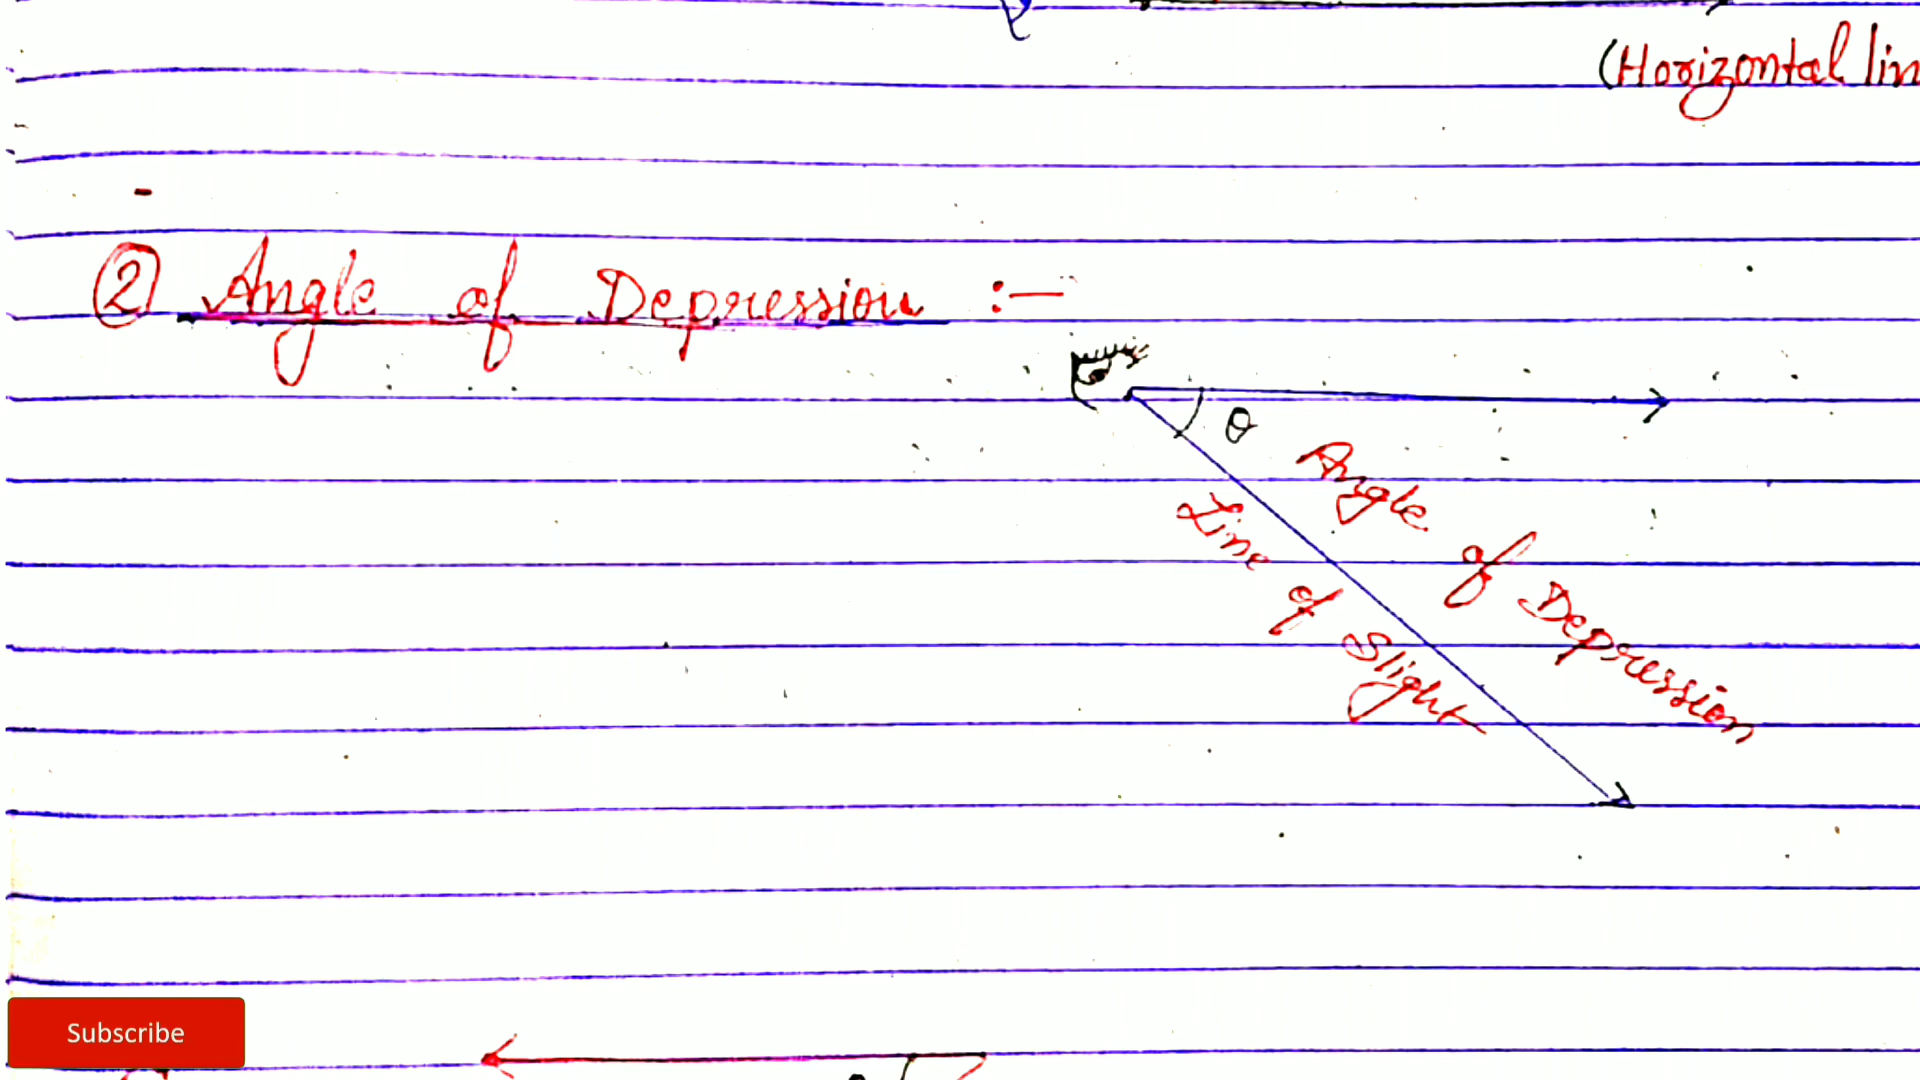 (Horizontal lin
② Angle of Depression :-
θ
Angle of Depression
Line of Slight
Subscribe